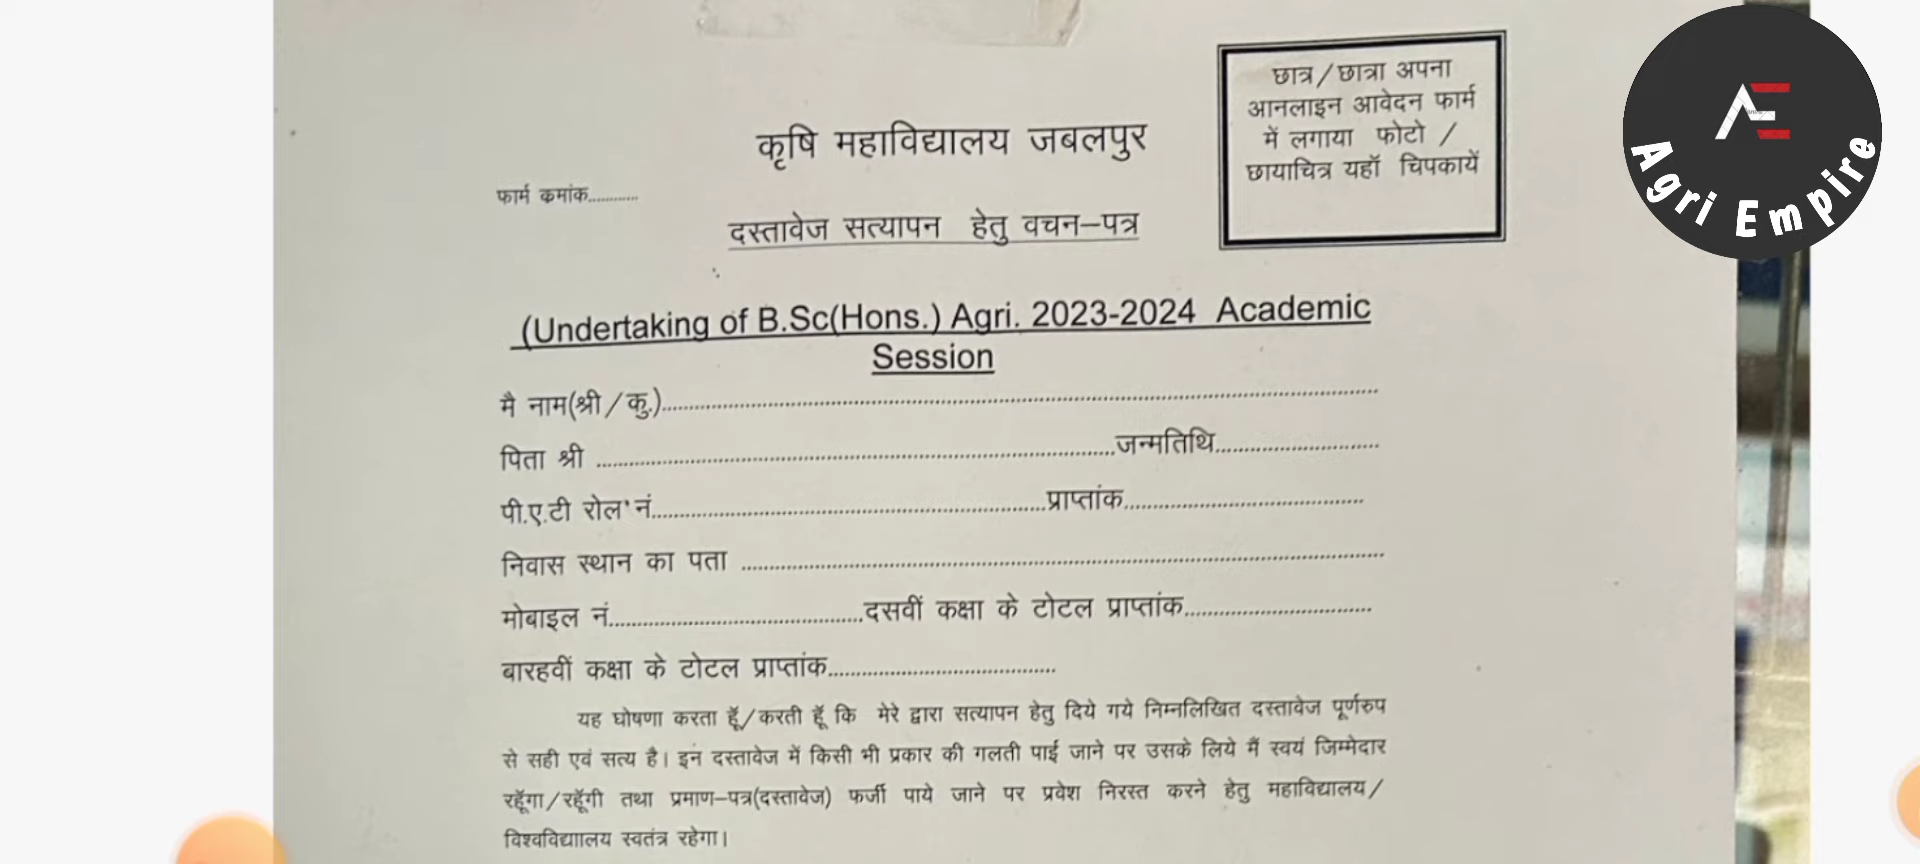 छात्र/छात्रा अपना
आनलाइन आवेदन फार्म
में लगाया फोटो /
छायाचित्र यहॉ चिपकायें
AE
Agri Empire
कृषि महाविद्यालय जबलपुर
फार्म कमांक..........
दस्तावेज सत्यापन हेतु वचन–पत्र
(Undertaking of B.Sc(Hons.) Agri. 2023-2024 Academic
Session
मै नाम(श्री/कु.)..........
पिता श्री ..........जन्मतिथि..........
पी.ए.टी रोल नं..........प्राप्तांक..........
निवास स्थान का पता ..........
मोबाइल नं..........दसवीं कक्षा के टोटल प्राप्तांक..........
बारहवीं कक्षा के टोटल प्राप्तांक..........
यह घोषणा करता हूॅं/करती हूॅं कि मेरे द्वारा सत्यापन हेतु दिये गये निम्नलिखित दस्तावेज पूर्णरुप
से सही एवं सत्य है। इन दस्तावेज में किसी भी प्रकार की गलती पाई जाने पर उसके लिये मैं स्वयं जिम्मेदार
रहूॅंगा/रहूॅंगी तथा प्रमाण–पत्र(दस्तावेज) फर्जी पाये जाने पर प्रवेश निरस्त करने हेतु महाविद्यालय/
विश्वविद्याालय स्वतंत्र रहेगा।